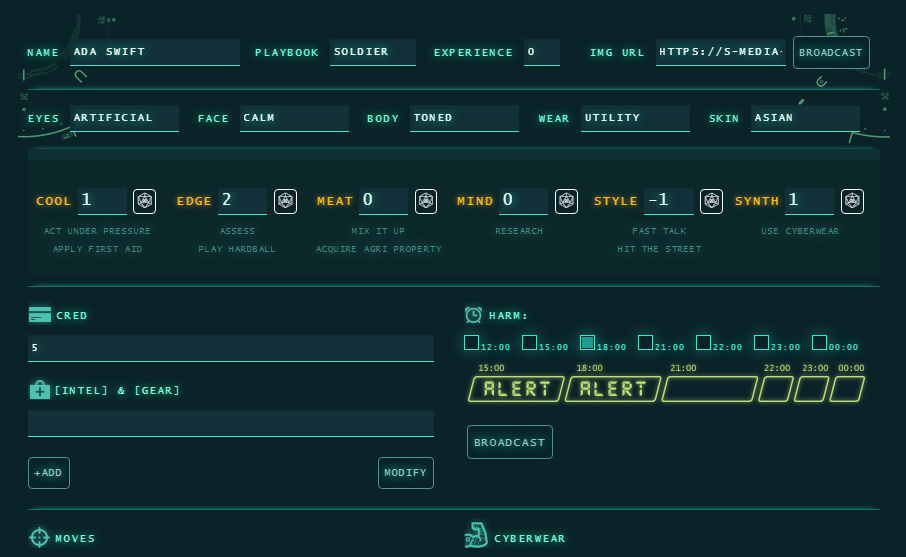 NAME ADA SWIFT PLAYBOOK SOLDIER EXPERIENCE 0 IMG URL HTTPS://S-MEDIA- BROADCAST
EYES ARTIFICIAL FACE CALM BODY TONED WEAR UTILITY SKIN ASIAN
COOL 1 EDGE 2 MEAT 0 MIND 0 STYLE -1 SYNTH 1
ACT UNDER PRESSURE ASSESS MIX IT UP RESEARCH FAST TALK USE CYBERWEAR
APPLY FIRST AID PLAY HARDBALL ACQUIRE AGRI PROPERTY HIT THE STREET
CRED HARM:
5 12:00 15:00 18:00 21:00 22:00 23:00 00:00
15:00 18:00 21:00 22:00 23:00 00:00
ALERT ALERT
[INTEL] & [GEAR]
BROADCAST
+ADD MODIFY
MOVES CYBERWEAR